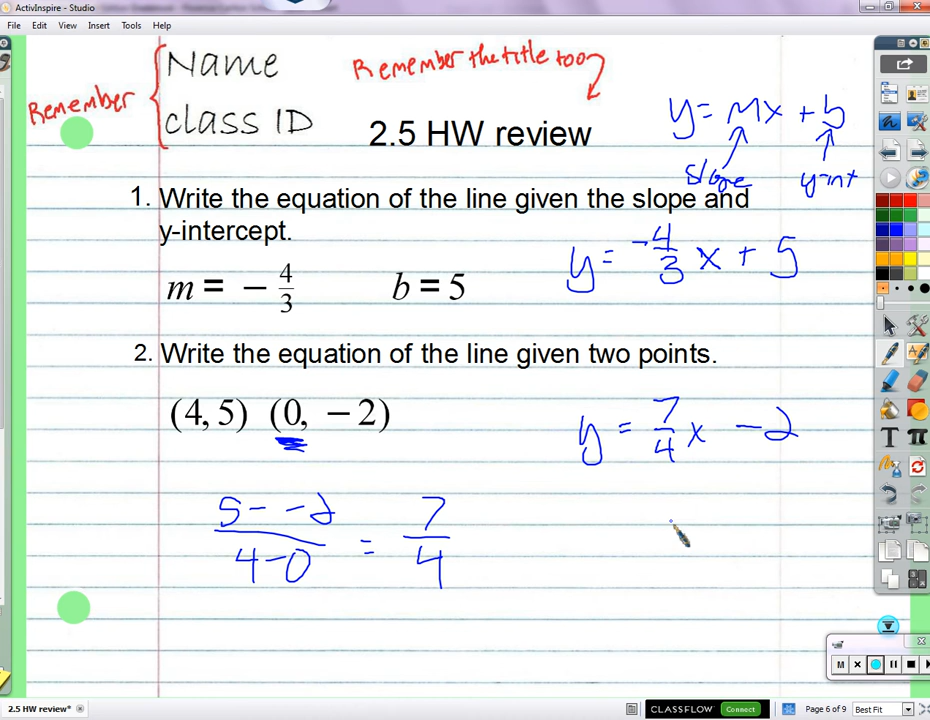 ActivInspire - Studio
File Edit View Insert Tools Help
Name
class ID
Remember
Remember the title too
2.5 HW review
y = mx + b
slope
y-int
1. Write the equation of the line given the slope and
y-intercept.
m = − 4/3
b = 5
y = -4/3 x + 5
2. Write the equation of the line given two points.
(4, 5) (0, − 2)
y = 7/4 x - 2
5 - -2 / 4 - 0 = 7/4
2.5 HW review*
CLASSFLOW Connect
Page 6 of 9
Best Fit